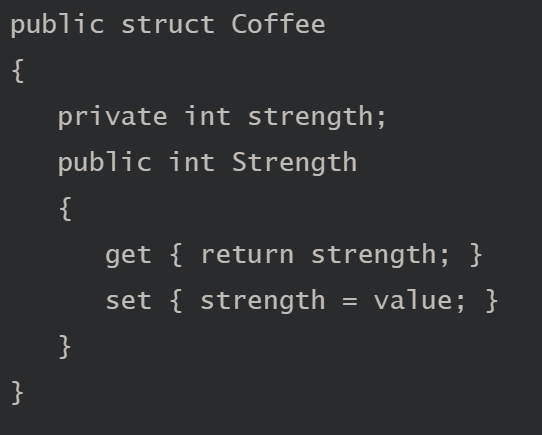 public struct Coffee
{
   private int strength;
   public int Strength
   {
      get { return strength; }
      set { strength = value; }
   }
}